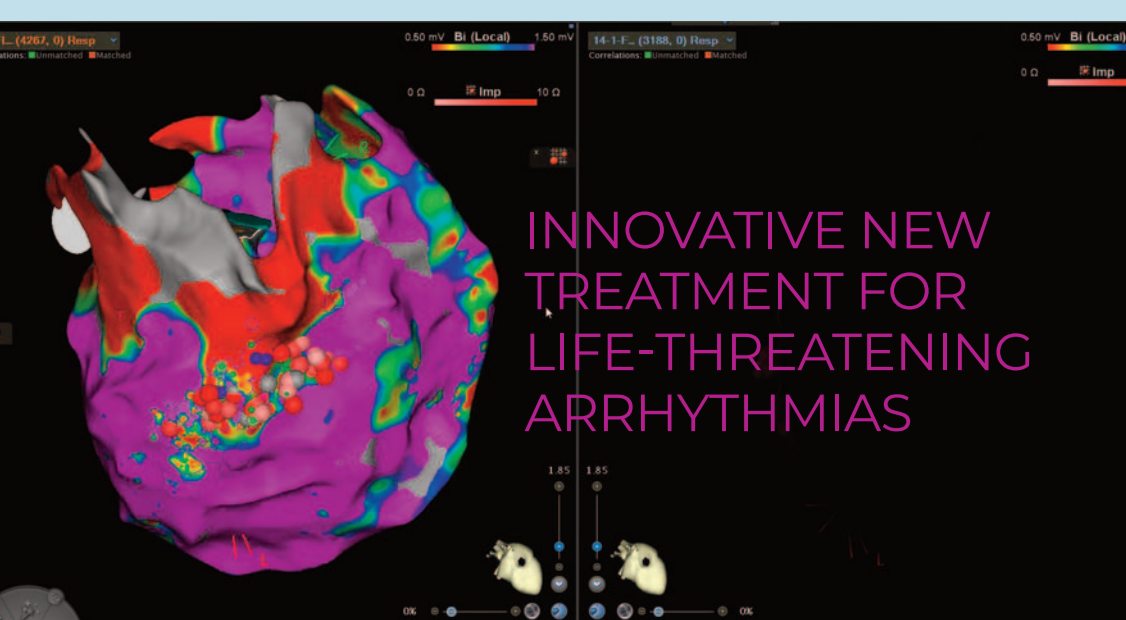 L... (4267, 0) Resp
ations: Unmatched Matched
0.50 mV Bi (Local) 1.50 mV
0 Ω Imp 10 Ω
14-1-F... (3188, 0) Resp
Correlations: Unmatched Matched
0.50 mV Bi (Local)
0 Ω Imp
INNOVATIVE NEW
TREATMENT FOR
LIFE-THREATENING
ARRHYTHMIAS
1.85
1.85
0%
0%